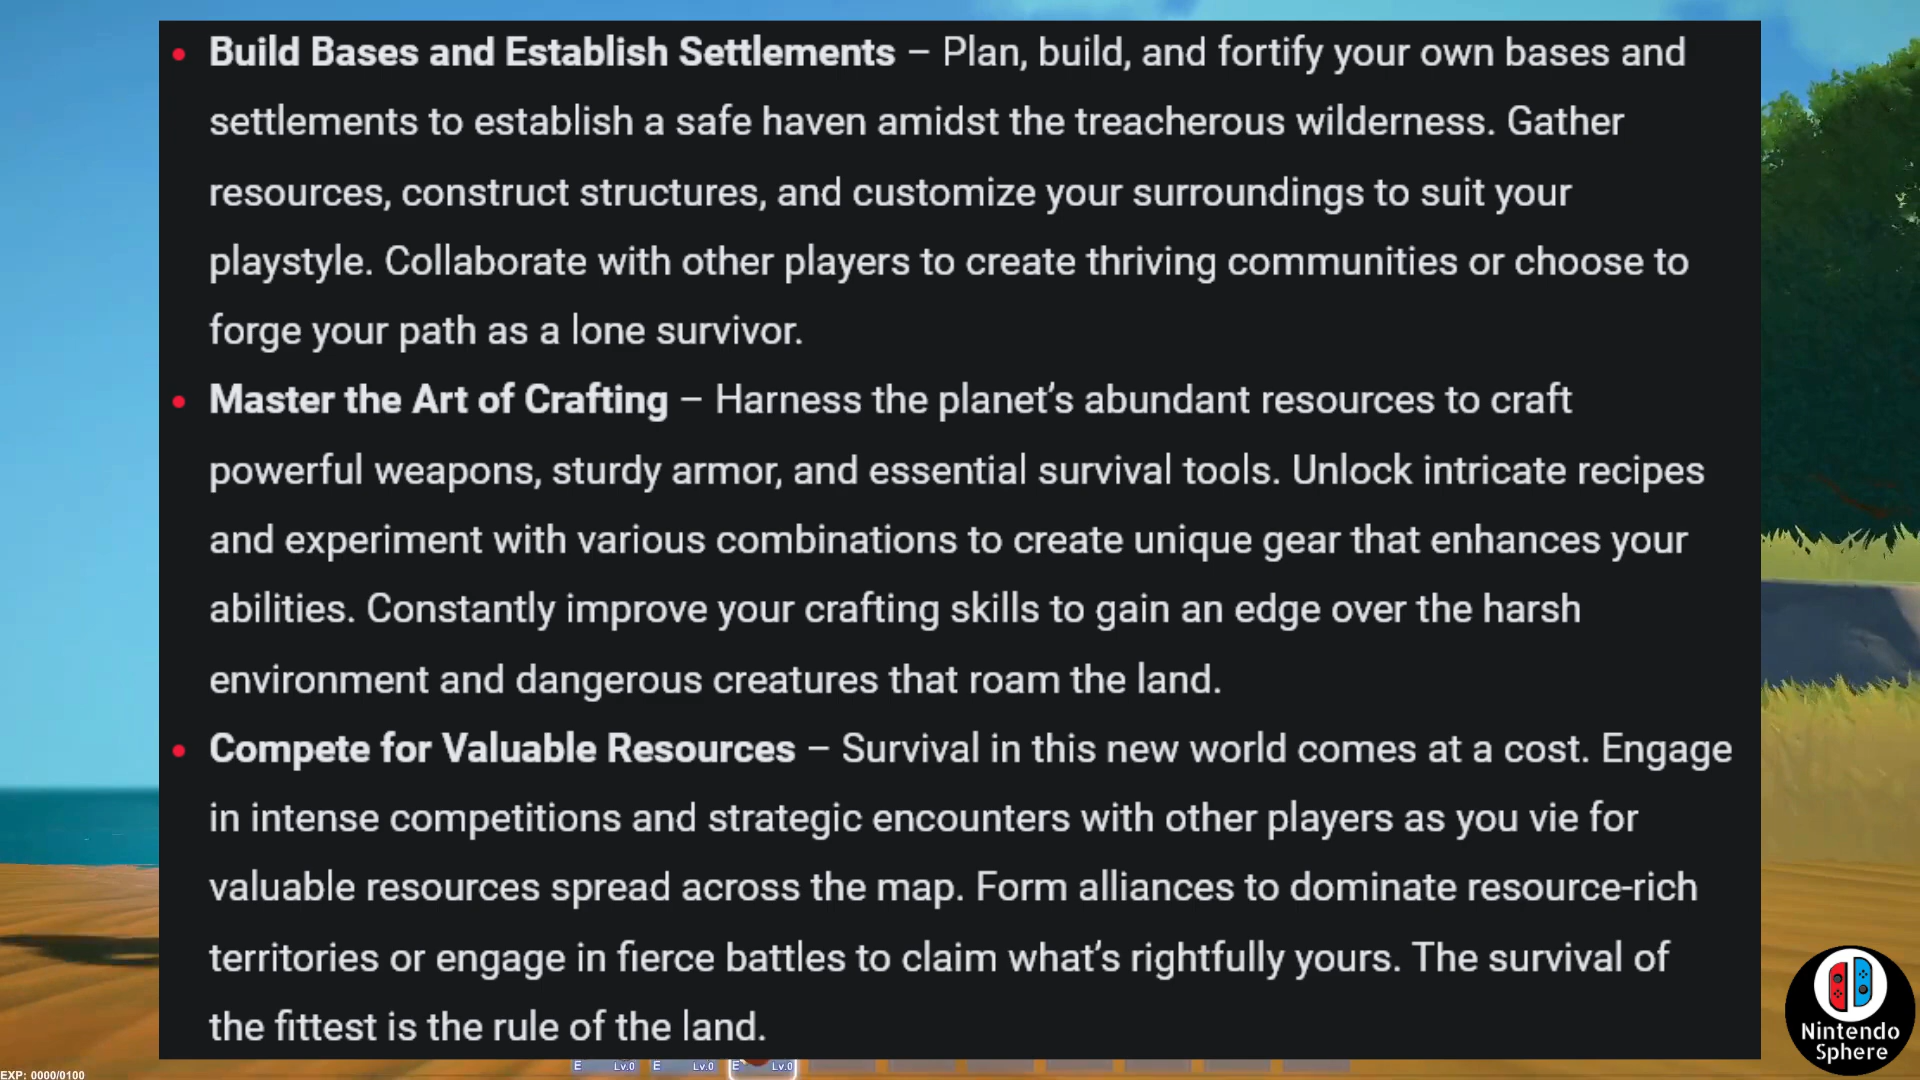 • Build Bases and Establish Settlements – Plan, build, and fortify your own bases and
settlements to establish a safe haven amidst the treacherous wilderness. Gather
resources, construct structures, and customize your surroundings to suit your
playstyle. Collaborate with other players to create thriving communities or choose to
forge your path as a lone survivor.
• Master the Art of Crafting – Harness the planet’s abundant resources to craft
powerful weapons, sturdy armor, and essential survival tools. Unlock intricate recipes
and experiment with various combinations to create unique gear that enhances your
abilities. Constantly improve your crafting skills to gain an edge over the harsh
environment and dangerous creatures that roam the land.
• Compete for Valuable Resources – Survival in this new world comes at a cost. Engage
in intense competitions and strategic encounters with other players as you vie for
valuable resources spread across the map. Form alliances to dominate resource-rich
territories or engage in fierce battles to claim what’s rightfully yours. The survival of
the fittest is the rule of the land.
Nintendo
Sphere
E Lv.0 E Lv.0 E Lv.0
EXP: 0000/0100